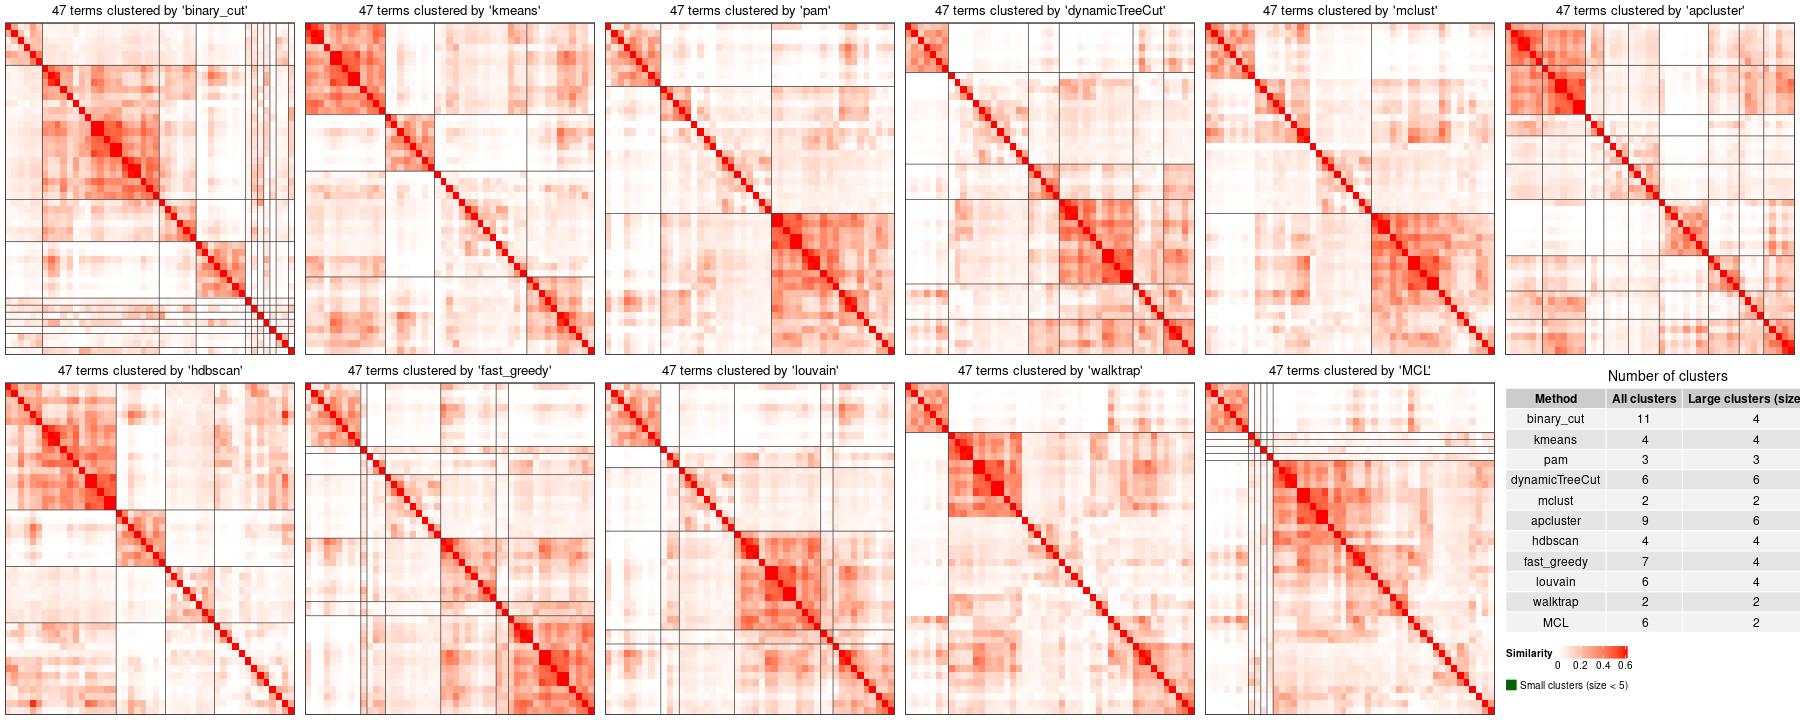 47 terms clustered by 'binary_cut'
47 terms clustered by 'kmeans'
47 terms clustered by 'pam'
47 terms clustered by 'dynamicTreeCut'
47 terms clustered by 'mclust'
47 terms clustered by 'apcluster'
47 terms clustered by 'hdbscan'
47 terms clustered by 'fast_greedy'
47 terms clustered by 'louvain'
47 terms clustered by 'walktrap'
47 terms clustered by 'MCL'
Number of clusters
Method All clusters Large clusters (size
binary_cut 11 4
kmeans 4 4
pam 3 3
dynamicTreeCut 6 6
mclust 2 2
apcluster 9 6
hdbscan 4 4
fast_greedy 7 4
louvain 6 4
walktrap 2 2
MCL 6 2
Similarity
0 0.2 0.4 0.6
Small clusters (size < 5)